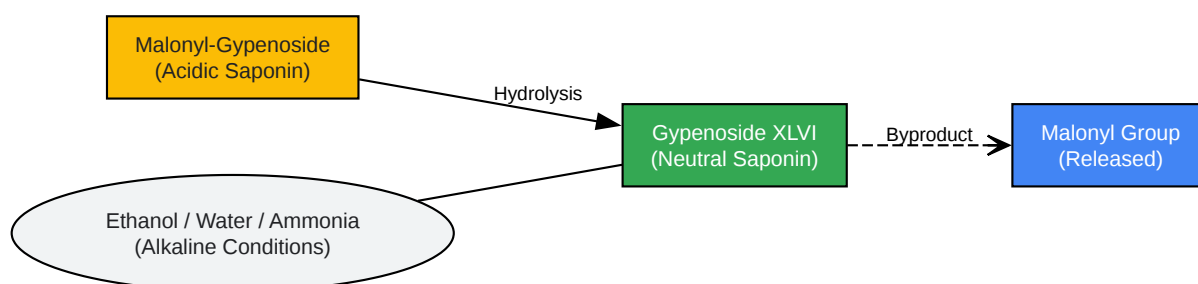 Malonyl-Gypenoside
(Acidic Saponin)
Hydrolysis
Gypenoside XLVI
(Neutral Saponin)
Byproduct
Malonyl Group
(Released)
Ethanol / Water / Ammonia
(Alkaline Conditions)